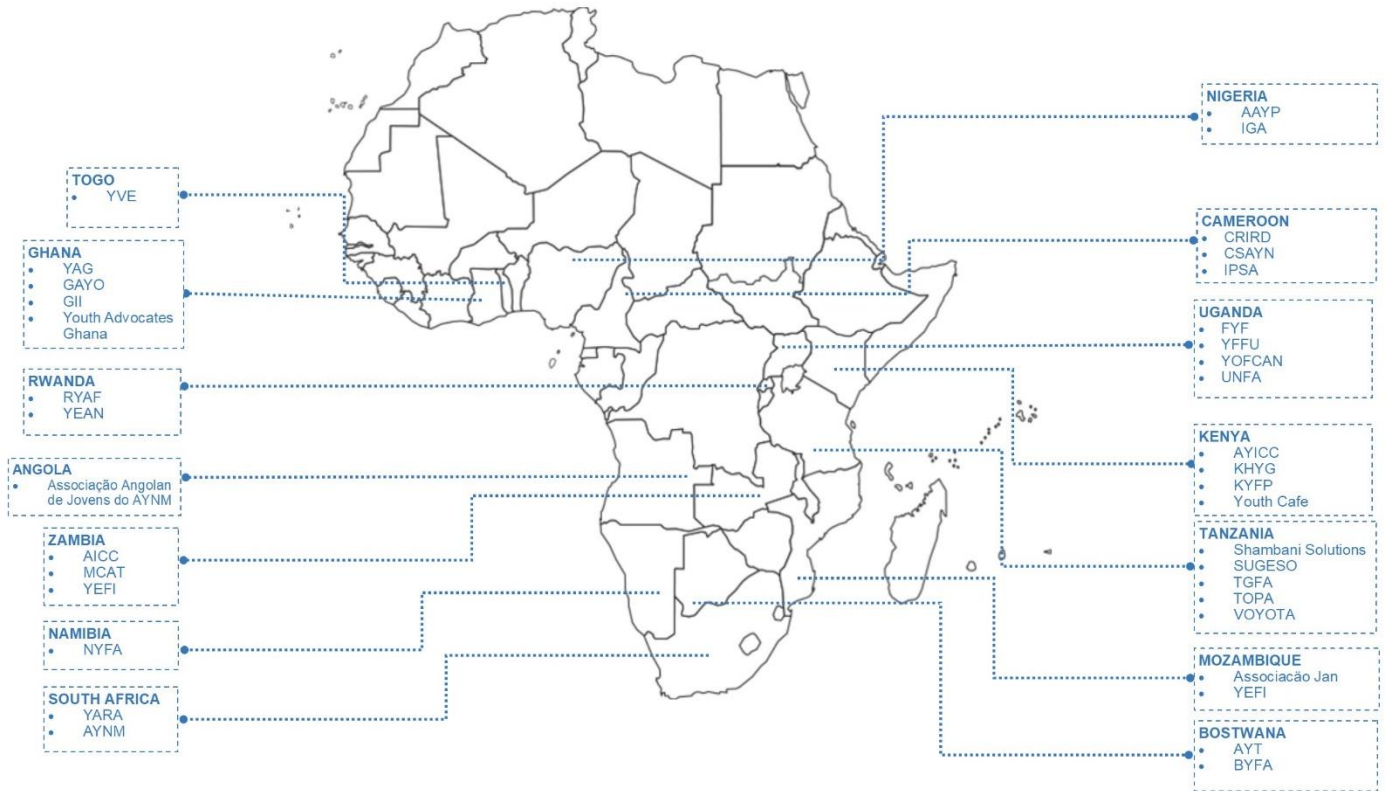 TOGO
• YVE
GHANA
• YAG
• GAYO
• GII
• Youth Advocates
Ghana
RWANDA
• RYAF
• YEAN
ANGOLA
• Associação Angolan
de Jovens do AYNM
ZAMBIA
• AICC
• MCAT
• YEFI
NAMIBIA
• NYFA
SOUTH AFRICA
• YARA
• AYNM
NIGERIA
• AAYP
• IGA
CAMEROON
• CRIRD
• CSAYN
• IPSA
UGANDA
• FYF
• YFFU
• YOFCAN
• UNFA
KENYA
• AYICC
• KHYG
• KYFP
• Youth Cafe
TANZANIA
• Shambani Solutions
• SUGESO
• TGFA
• TOPA
• VOYOTA
MOZAMBIQUE
• Associacão Jan
• YEFI
BOSTWANA
• AYT
• BYFA